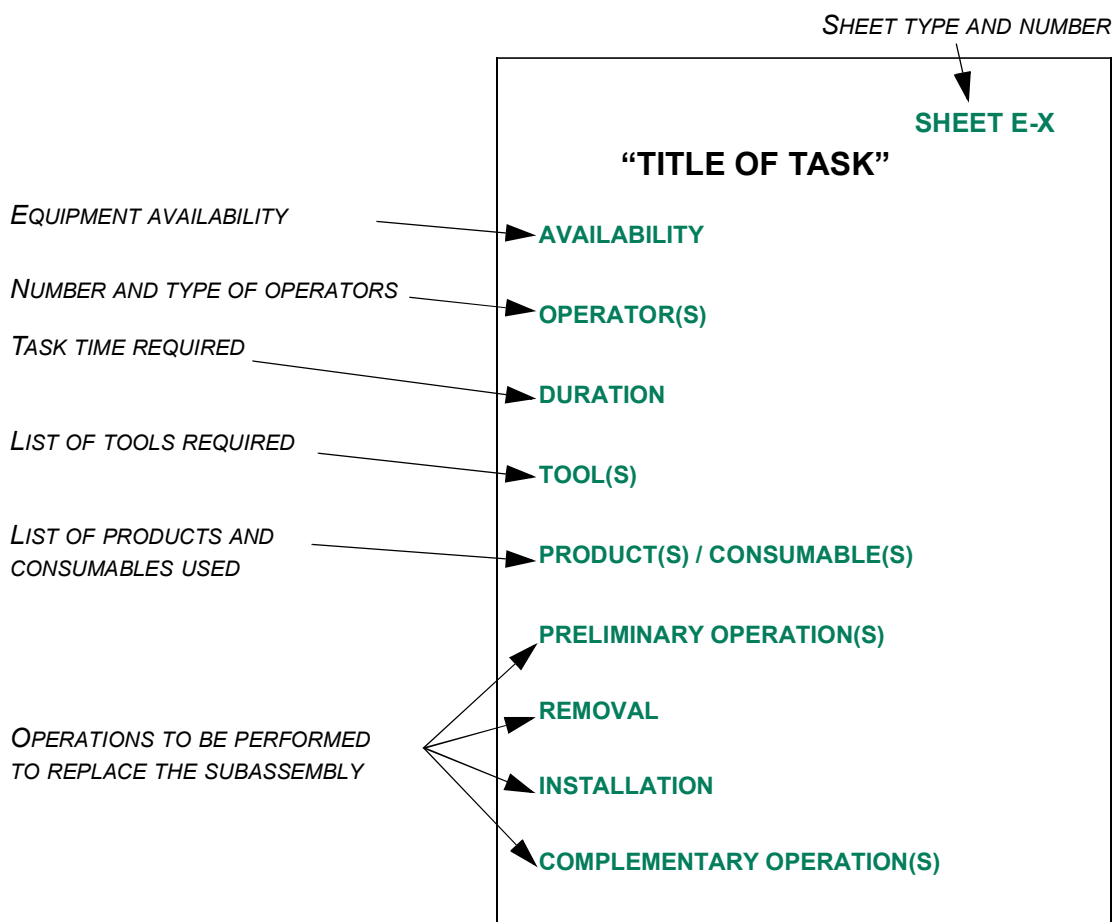 SHEET TYPE AND NUMBER
SHEET E-X
“TITLE OF TASK”
EQUIPMENT AVAILABILITY
AVAILABILITY
NUMBER AND TYPE OF OPERATORS
OPERATOR(S)
TASK TIME REQUIRED
DURATION
LIST OF TOOLS REQUIRED
TOOL(S)
LIST OF PRODUCTS AND
CONSUMABLES USED
PRODUCT(S) / CONSUMABLE(S)
PRELIMINARY OPERATION(S)
REMOVAL
OPERATIONS TO BE PERFORMED
TO REPLACE THE SUBASSEMBLY
INSTALLATION
COMPLEMENTARY OPERATION(S)